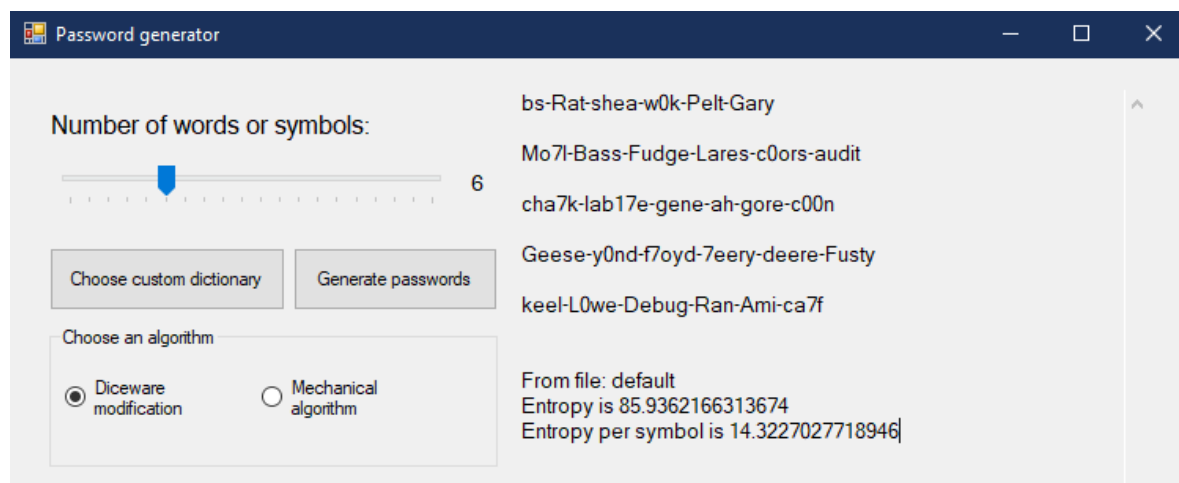 Password generator
Number of words or symbols:
6
Choose custom dictionary
Generate passwords
Choose an algorithm
Diceware
modification
Mechanical
algorithm
bs-Rat-shea-w0k-Pelt-Gary
Mo7l-Bass-Fudge-Lares-c0ors-audit
cha7k-lab17e-gene-ah-gore-c00n
Geese-y0nd-f7oyd-7eery-deere-Fusty
keel-L0we-Debug-Ran-Ami-ca7f
From file: default
Entropy is 85.9362166313674
Entropy per symbol is 14.3227027718946